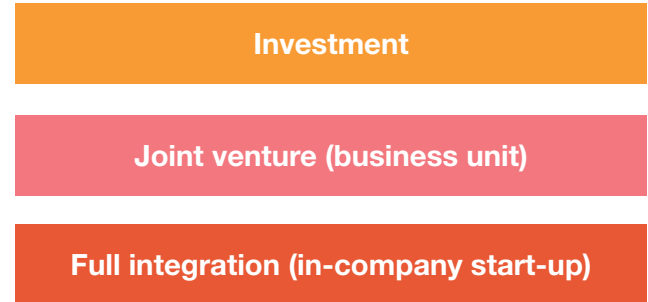 Investment
Joint venture (business unit)
Full integration (in-company start-up)